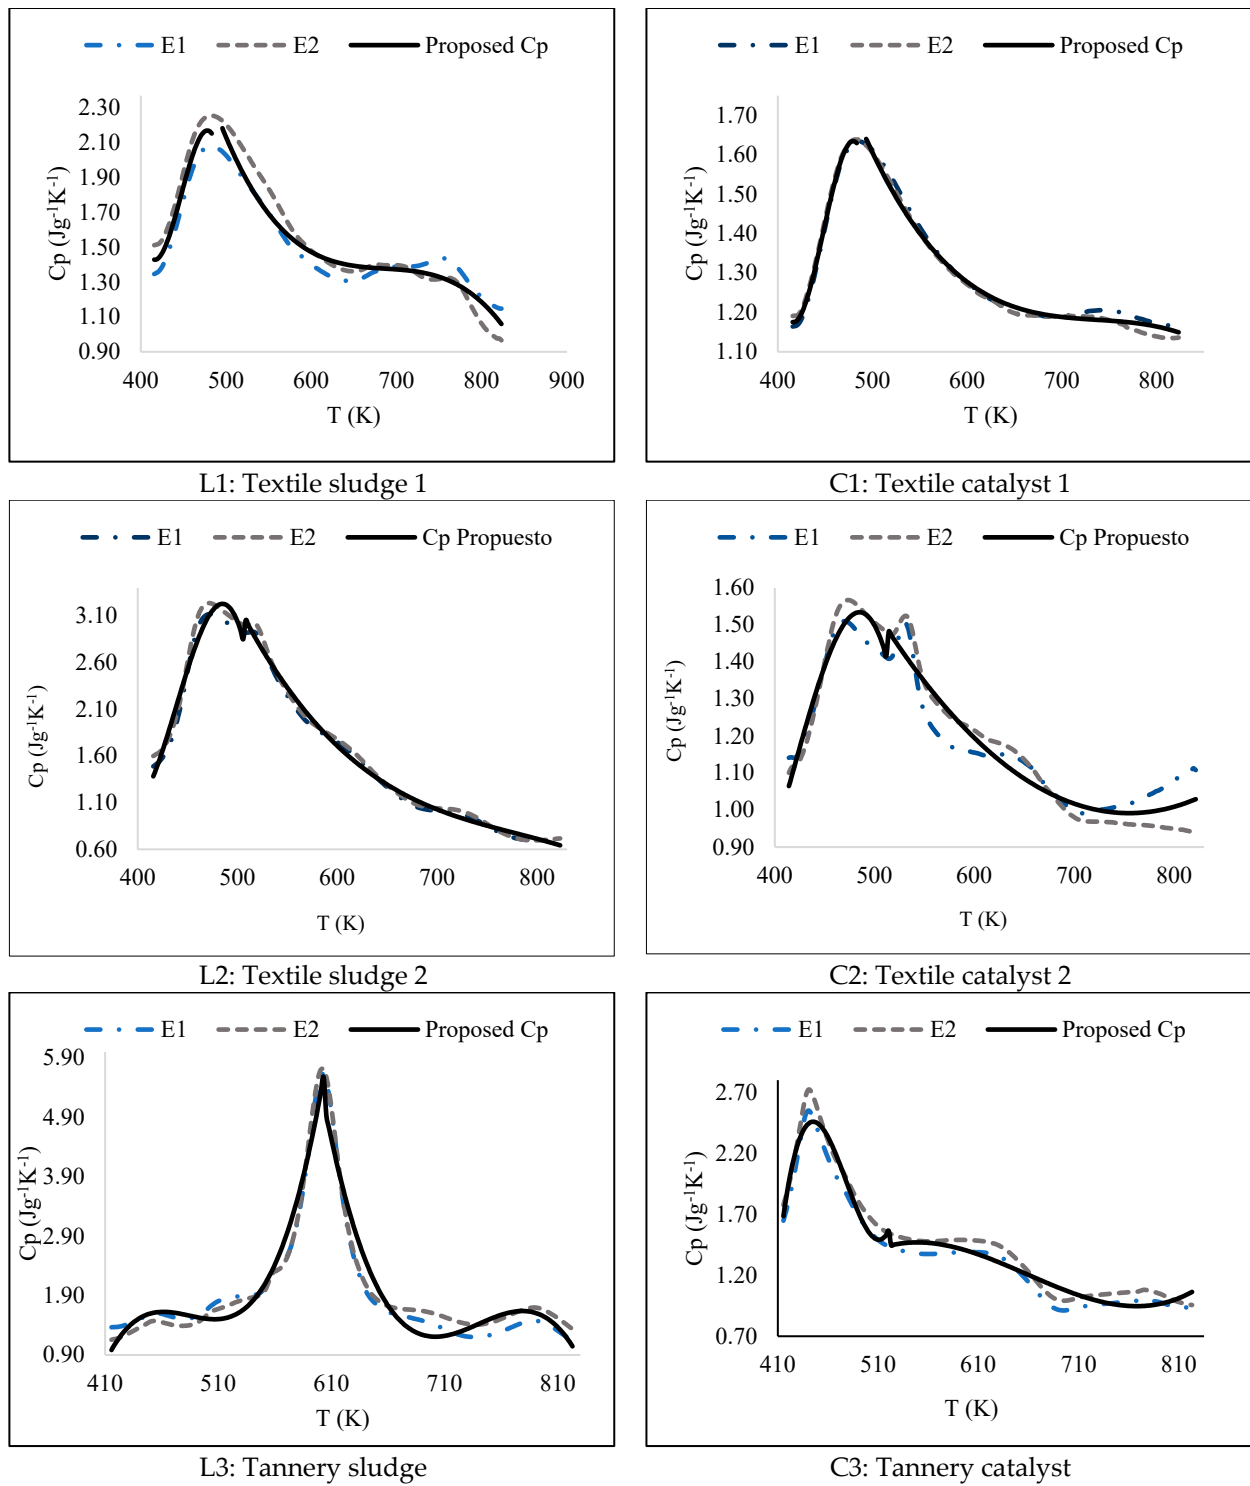 E1 E2 Proposed Cp
2.30
2.10
1.90
1.70
1.50
1.30
1.10
0.90
Cp (Jg-1K-1)
400 500 600 700 800 900
T (K)
L1: Textile sludge 1
E1 E2 Proposed Cp
1.70
1.60
1.50
1.40
1.30
1.20
1.10
Cp (Jg-1K-1)
400 500 600 700 800
T (K)
C1: Textile catalyst 1
E1 E2 Cp Propuesto
3.10
2.60
2.10
1.60
1.10
0.60
Cp (Jg-1K-1)
400 500 600 700 800
T (K)
L2: Textile sludge 2
E1 E2 Cp Propuesto
1.60
1.50
1.40
1.30
1.20
1.10
1.00
0.90
Cp (Jg-1K-1)
400 500 600 700 800
T (K)
C2: Textile catalyst 2
E1 E2 Proposed Cp
5.90
4.90
3.90
2.90
1.90
0.90
Cp (Jg-1K-1)
410 510 610 710 810
T (K)
L3: Tannery sludge
E1 E2 Proposed Cp
2.70
2.20
1.70
1.20
0.70
Cp (Jg-1K-1)
410 510 610 710 810
T (K)
C3: Tannery catalyst